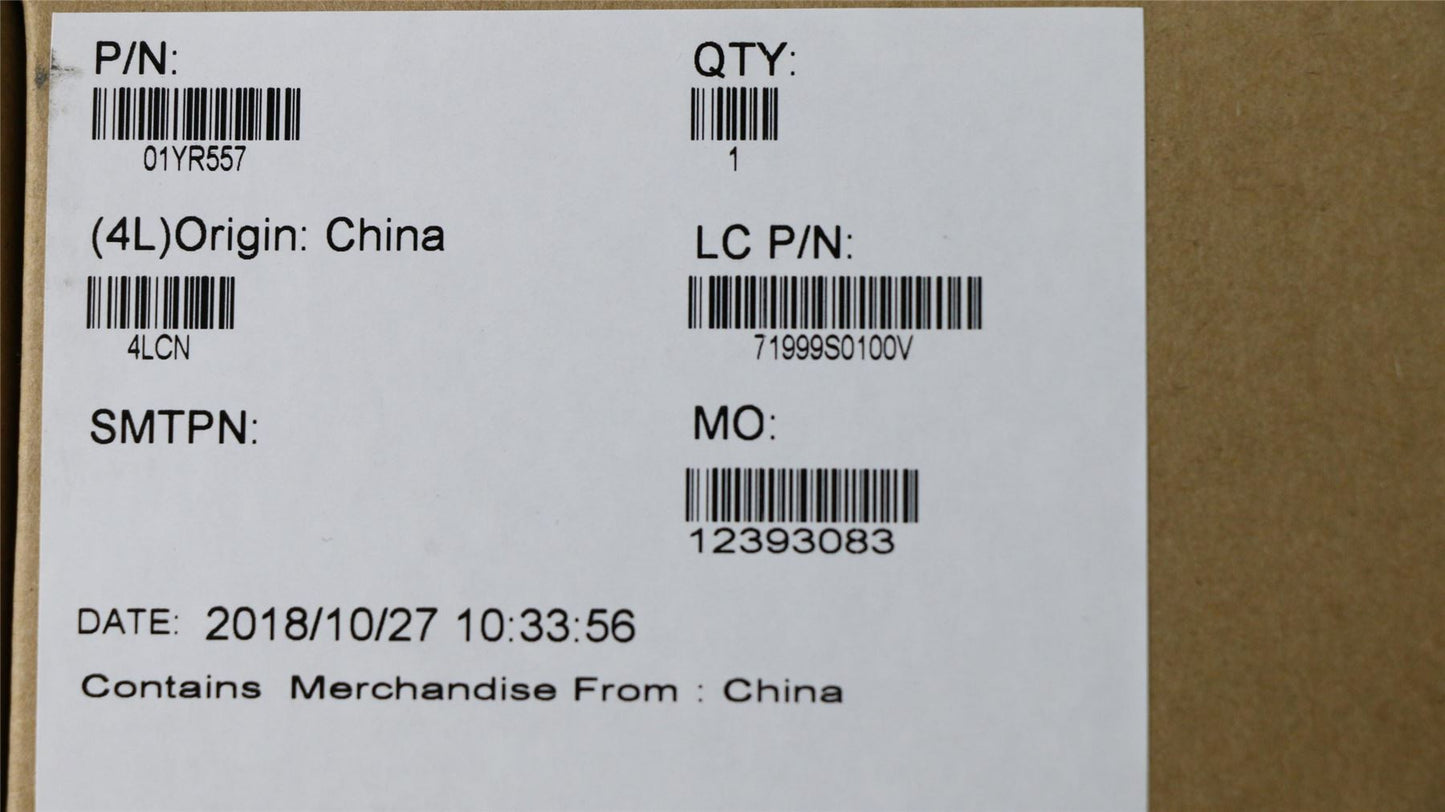 P/N:
QTY:
01YR557
1
(4L)Origin: China
LC P/N:
4LCN
71999S0100V
SMTPN:
MO:
12393083
DATE: 2018/10/27 10:33:56
Contains Merchandise From : China